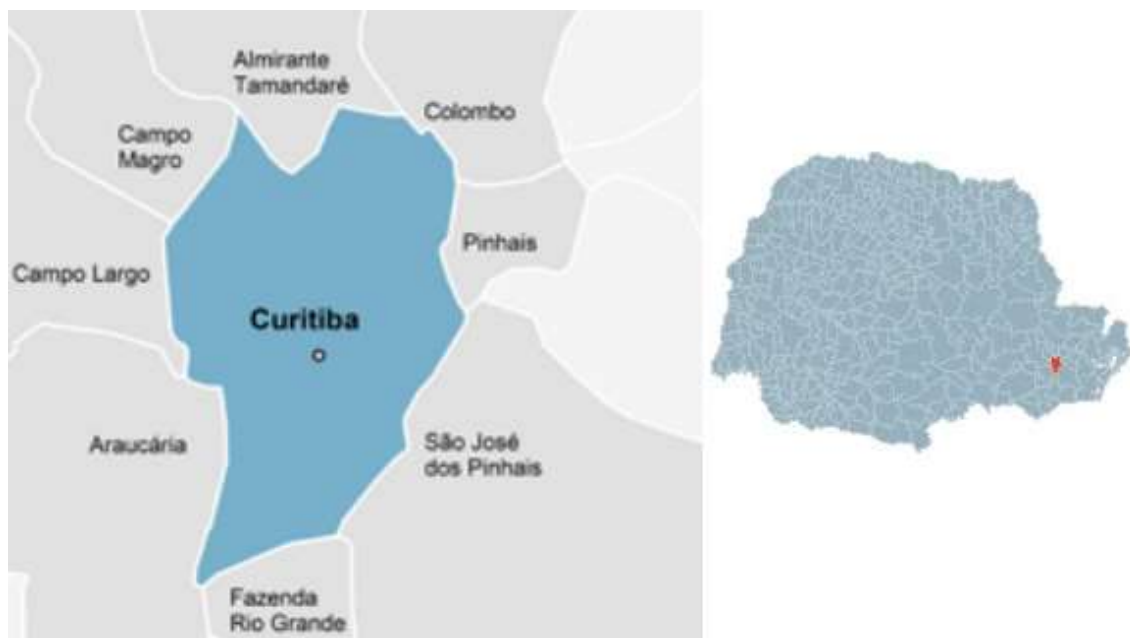 Almirante
Tamandaré
Colombo
Campo
Magro
Pinhais
Campo Largo
Curitiba
Araucária
São José
dos Pinhais
Fazenda
Rio Grande